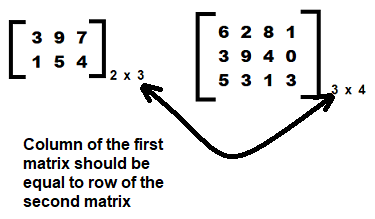 3 9 7
1 5 4
2 x 3
6 2 8 1
3 9 4 0
5 3 1 3
3 x 4
Column of the first
matrix should be
equal to row of the
second matrix